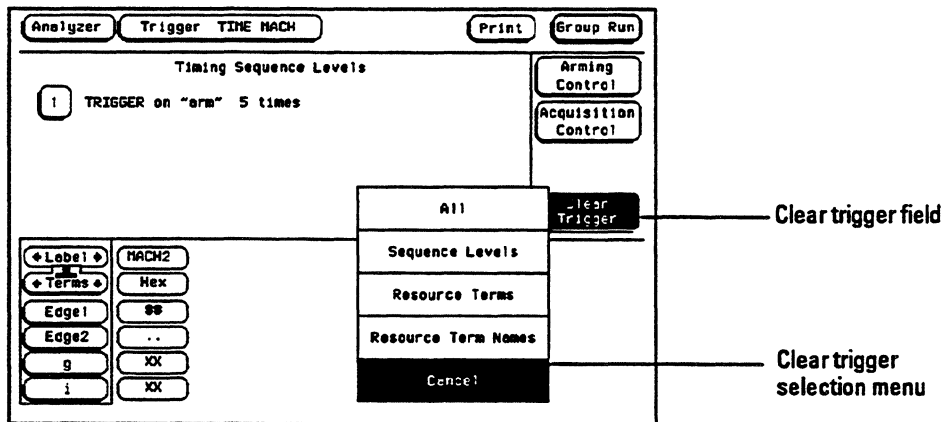 Analyzer Trigger TIME MACH Print Group Run
Timing Sequence Levels
Arming
Control
1 TRIGGER on "arm" 5 times
Acquisition
Control
All
Clear
Trigger
Clear trigger field
Sequence Levels
Resource Terms
Resource Term Names
Cancel
Clear trigger
selection menu
Label MACH2
Terms Hex
Edge1 $$
Edge2 ..
g XX
i XX